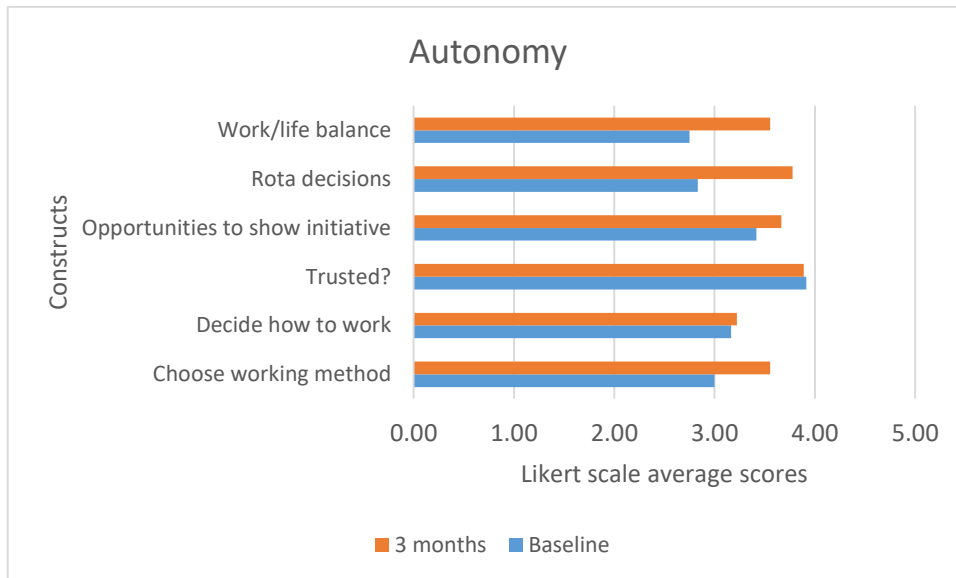 Autonomy
Constructs
Work/life balance
Rota decisions
Opportunities to show initiative
Trusted?
Decide how to work
Choose working method
0.00 1.00 2.00 3.00 4.00 5.00
Likert scale average scores
3 months Baseline